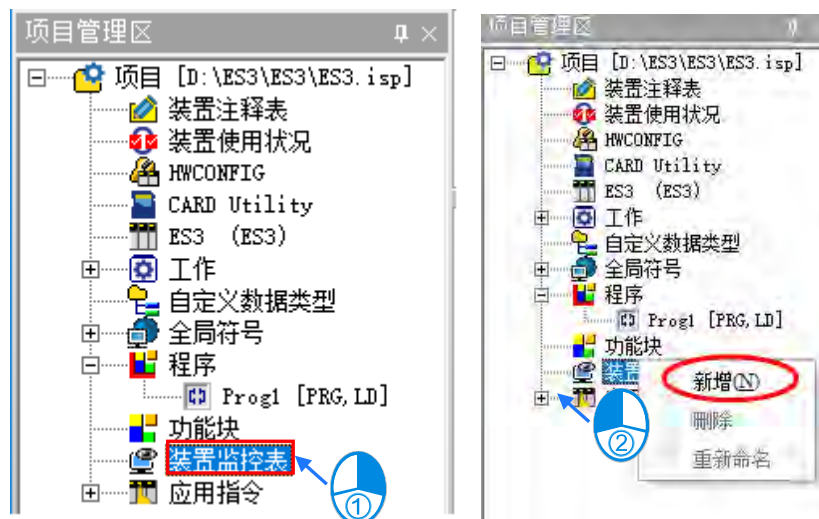 项目管理区
项目 [D:\ES3\ES3\ES3.isp]
装置注释表
装置使用状况
HWCONFIG
CARD Utility
ES3 (ES3)
工作
自定义数据类型
全局符号
程序
Prog1 [PRG,LD]
功能块
装置监控表
应用指令
①
项目管理区
项目 [D:\ES3\ES3\ES3.isp]
装置注释表
装置使用状况
HWCONFIG
CARD Utility
ES3 (ES3)
工作
自定义数据类型
全局符号
程序
Prog1 [PRG,LD]
功能块
装置
新增(N)
删除
重新命名
②